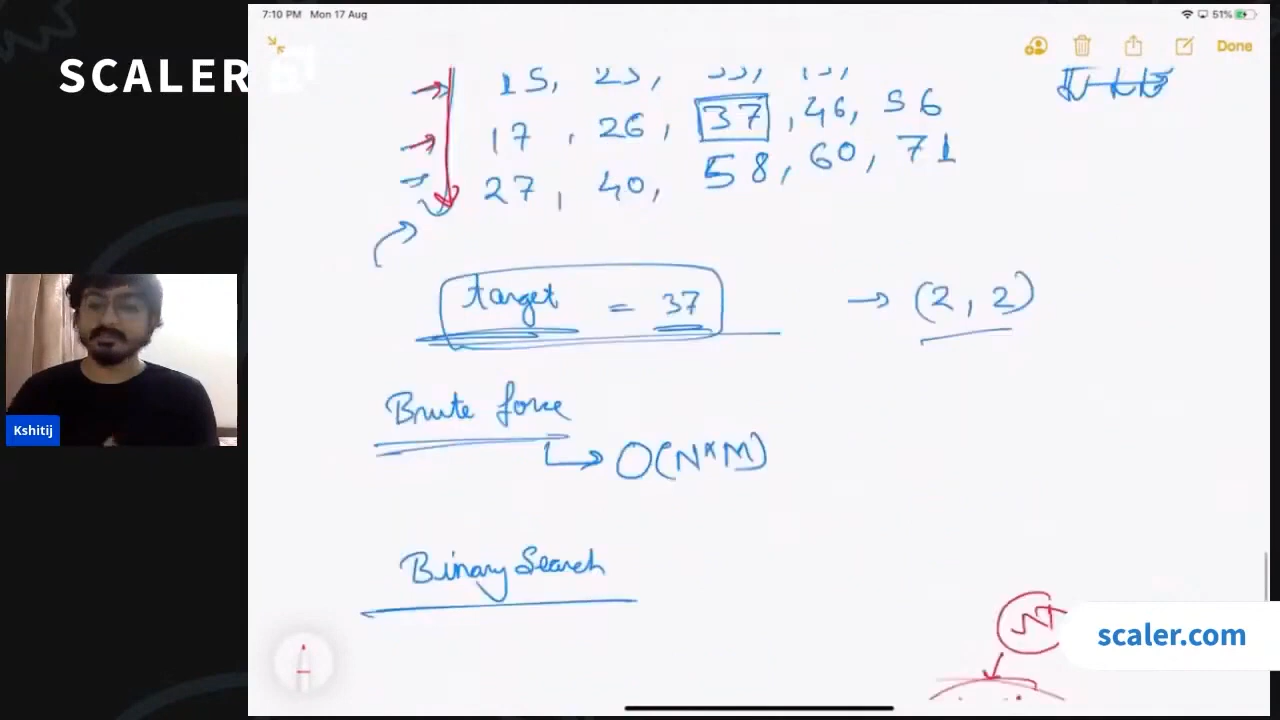 7:10 PM Mon 17 Aug
51%
SCALER
Done
17 , 26 , 37 , 46, 56
27 , 40, 58, 60, 71
target = 37 → (2, 2)
Brute force
↳ O(N*M)
Kshitij
Binary Search
scaler.com